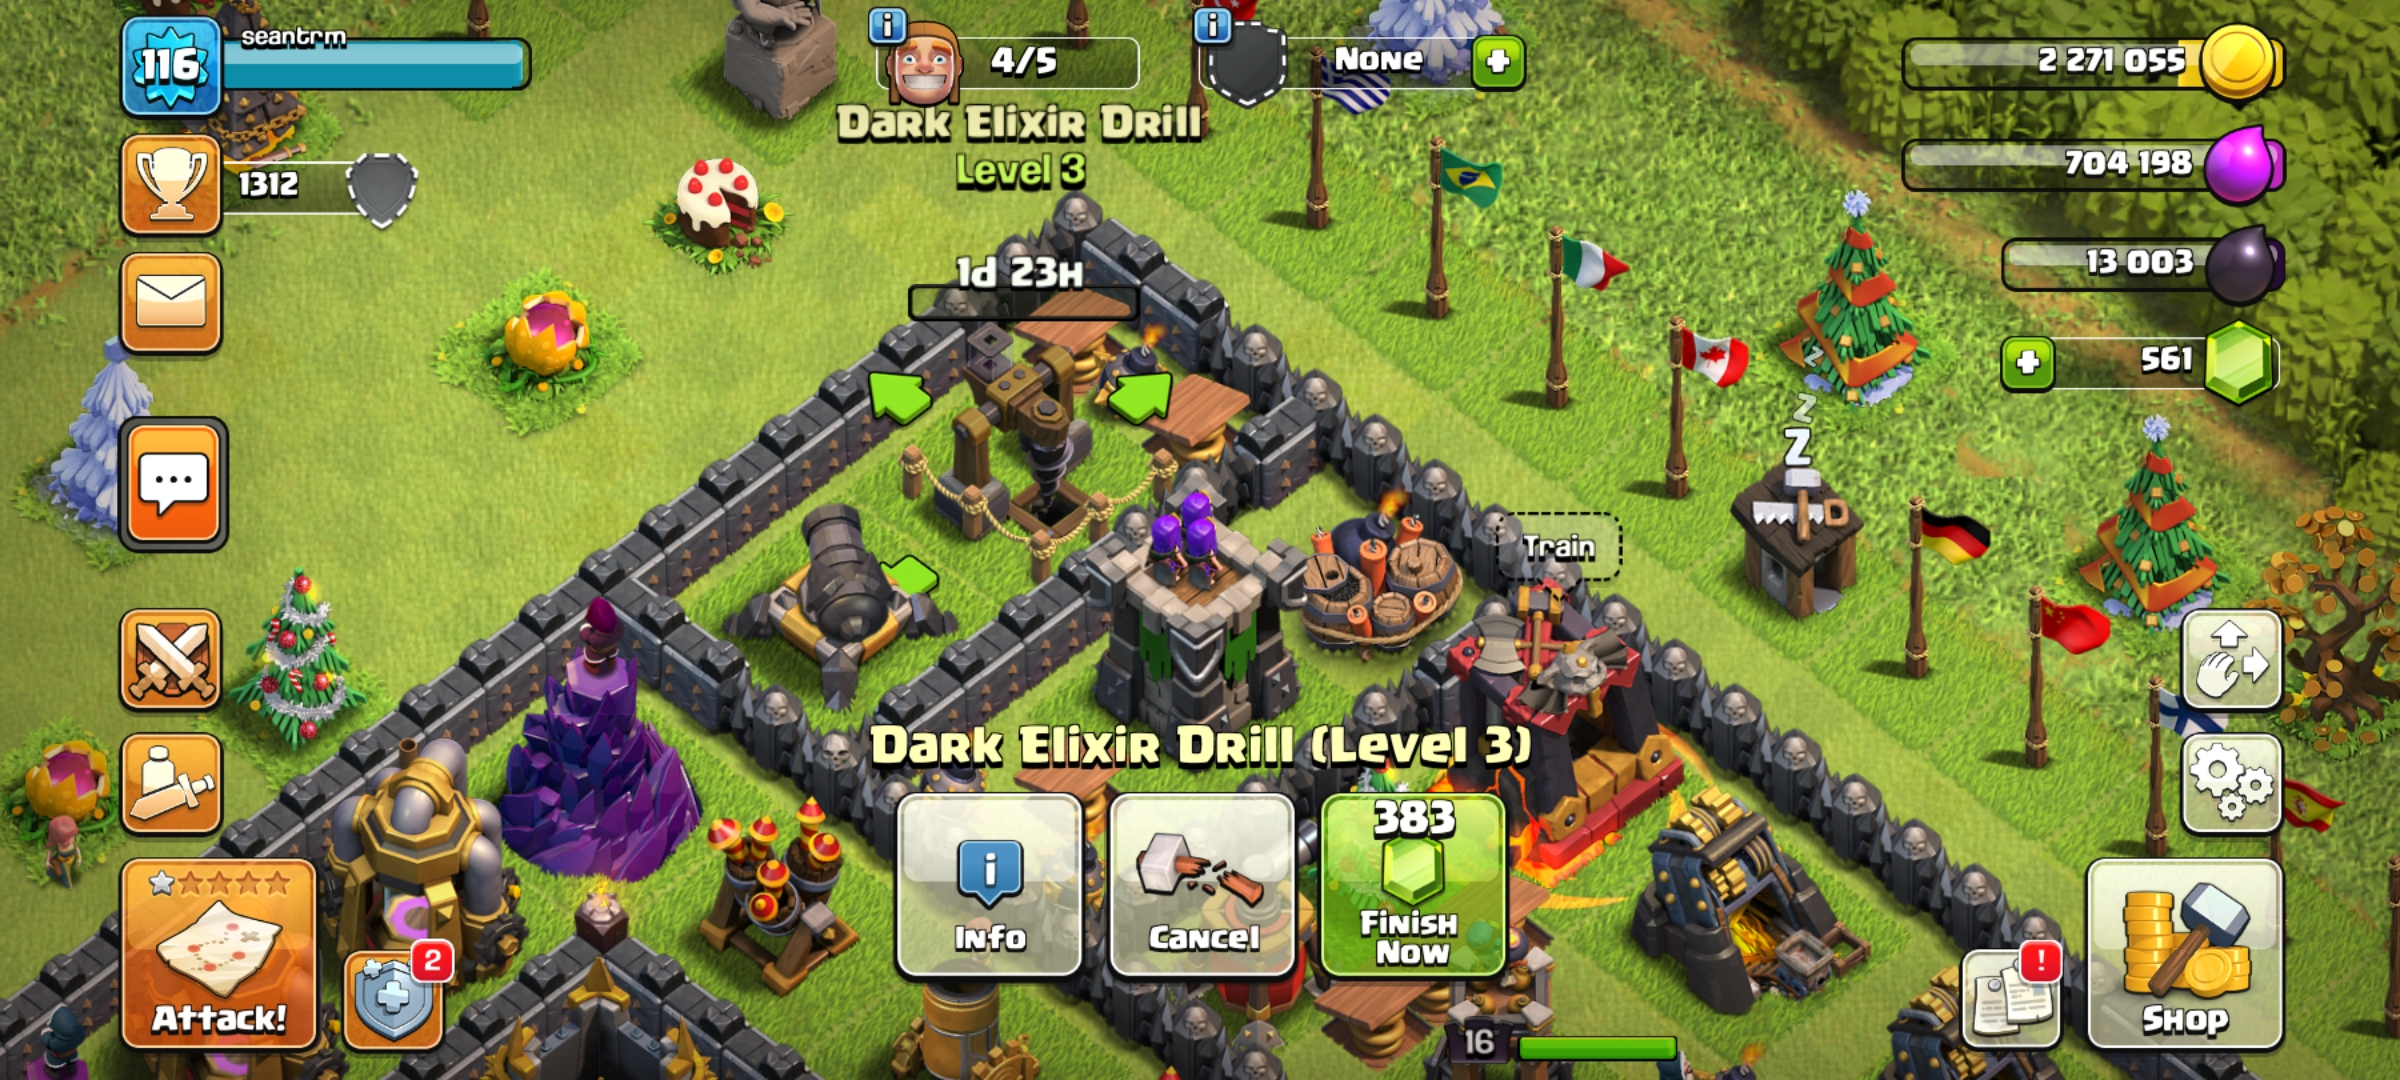 116
seantrm
4/5
None
2 271 055
Dark Elixir Drill
Level 3
1312
704 198
1d 23H
13 003
561
Z
Z
Z
Train
Dark Elixir Drill (Level 3)
383
Info
Cancel
Finish
Now
2
!
Attack!
Shop
16